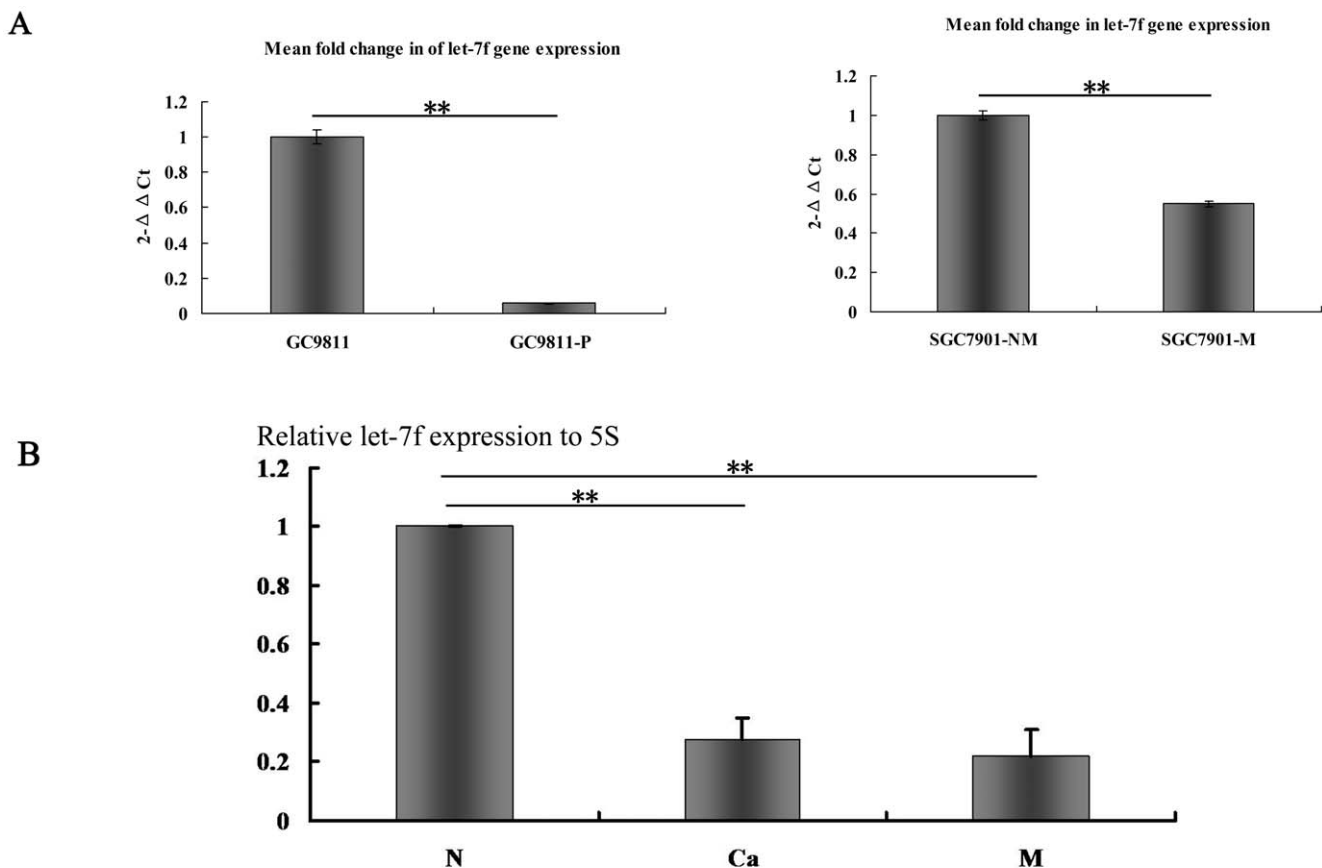 A
Mean fold change in of let-7f gene expression
2-Δ Δ Ct
1.2
1
0.8
0.6
0.4
0.2
0
**
GC9811
GC9811-P
Mean fold change in let-7f gene expression
2-Δ Δ Ct
1.2
1
0.8
0.6
0.4
0.2
0
**
SGC7901-NM
SGC7901-M
B
Relative let-7f expression to 5S
1.2
1
0.8
0.6
0.4
0.2
0
**
**
N
Ca
M